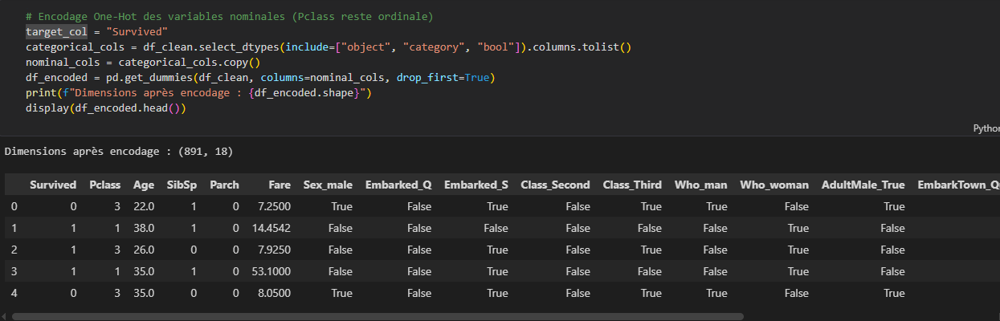 # Encodage One-Hot des variables nominales (Pclass reste ordinale)
target_col = "Survived"
categorical_cols = df_clean.select_dtypes(include=["object", "category", "bool"]).columns.tolist()
nominal_cols = categorical_cols.copy()
df_encoded = pd.get_dummies(df_clean, columns=nominal_cols, drop_first=True)
print(f"Dimensions après encodage : {df_encoded.shape}")
display(df_encoded.head())
Python
Dimensions après encodage : (891, 18)
Survived Pclass Age SibSp Parch Fare Sex_male Embarked_Q Embarked_S Class_Second Class_Third Who_man Who_woman AdultMale_True EmbarkTown_Q
0 0 3 22.0 1 0 7.2500 True False True False True True False True
1 1 1 38.0 1 0 14.4542 False False False False False False True False
2 1 3 26.0 0 0 7.9250 False False True False True False True False
3 1 1 35.0 1 0 53.1000 False False True False False False True False
4 0 3 35.0 0 0 8.0500 True False True False True True False True